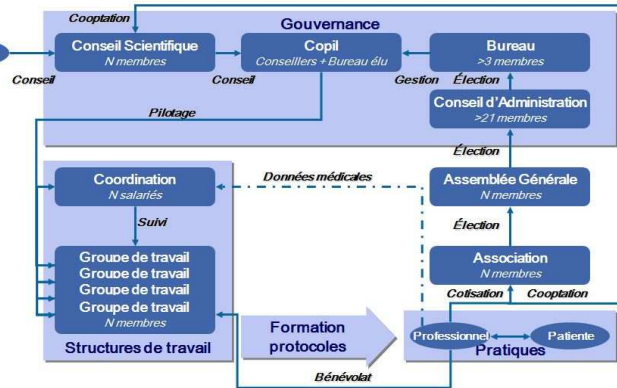 Cooptation
Gouvernance
Conseil Scientifique
N membres
Copil
Conseillers + Bureau élu
Bureau
>3 membres
Conseil
Conseil
Gestion
Élection
Conseil d'Administration
>21 membres
Pilotage
Élection
Coordination
N salariés
Données médicales
Assemblée Générale
N membres
Suivi
Élection
Groupe de travail
Groupe de travail
Groupe de travail
Groupe de travail
N membres
Association
N membres
Cotisation
Cooptation
Formation
protocoles
Professionnel
Patiente
Structures de travail
Pratiques
Bénévolat